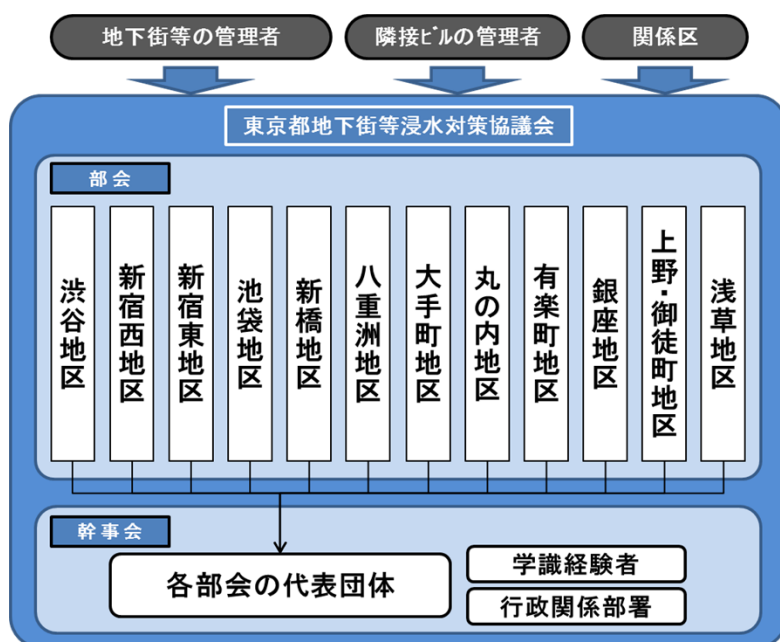 地下街等の管理者
隣接ビルの管理者
関係区
東京都地下街等浸水対策協議会
部会
渋谷地区
新宿西地区
新宿東地区
池袋地区
新橋地区
八重洲地区
大手町地区
丸の内地区
有楽町地区
銀座地区
上野・御徒町地区
浅草地区
幹事会
各部会の代表団体
学識経験者
行政関係部署